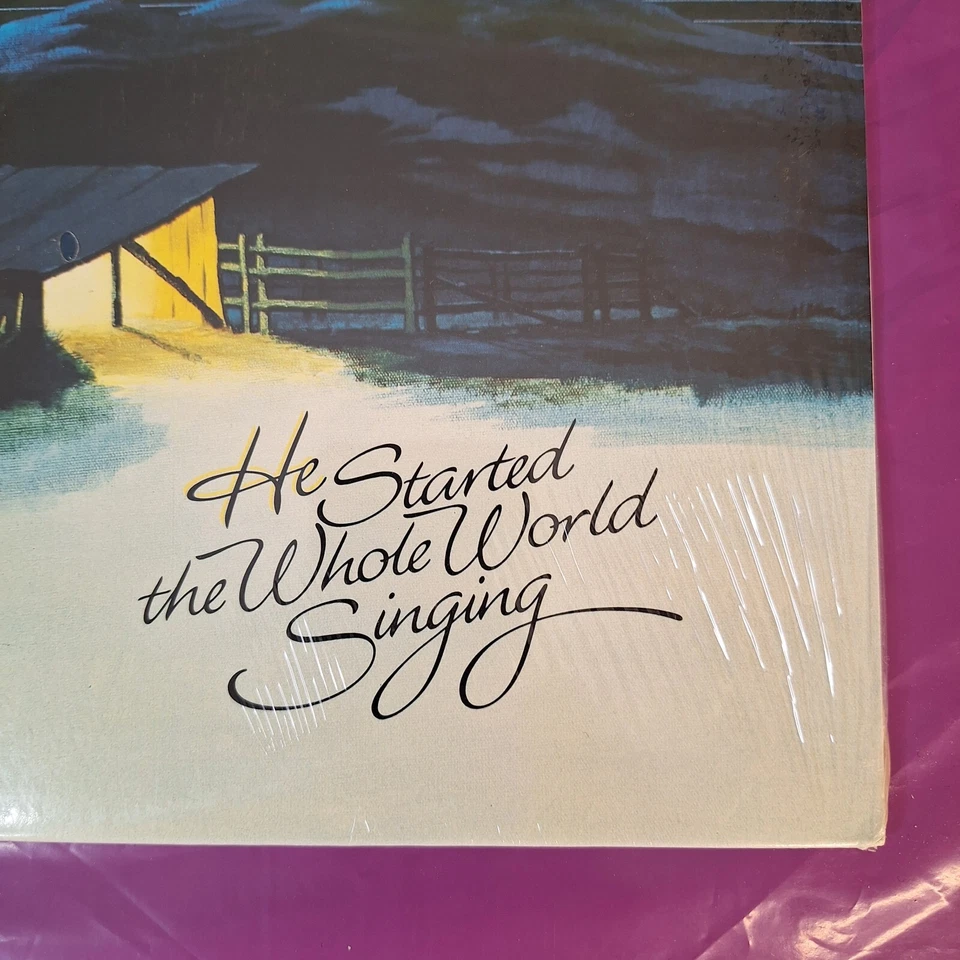 He Started
the Whole World
Singing